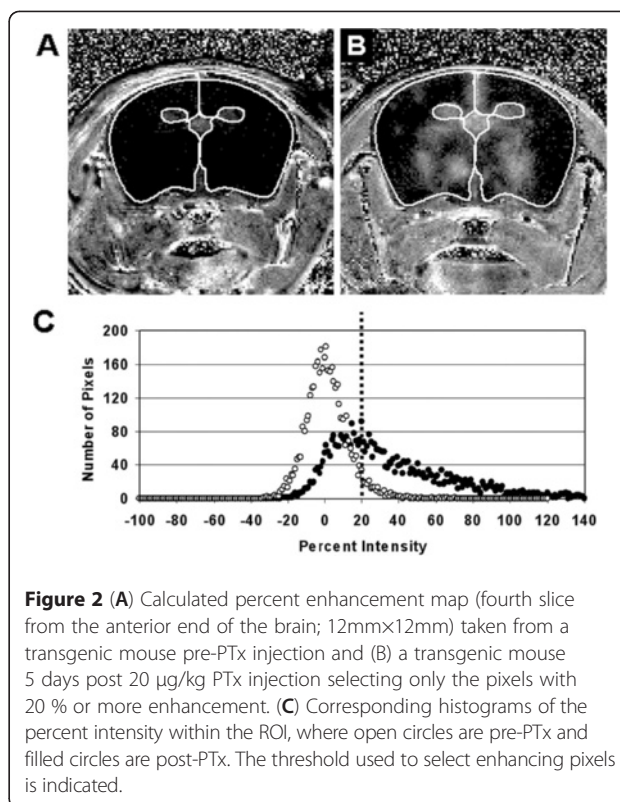 A
B
C
200
160
120
80
40
0
Number of Pixels
-100 -80 -60 -40 -20 0 20 40 60 80 100 120 140
Percent Intensity
Figure 2 (A) Calculated percent enhancement map (fourth slice
from the anterior end of the brain; 12mm×12mm) taken from a
transgenic mouse pre-PTx injection and (B) a transgenic mouse
5 days post 20 μg/kg PTx injection selecting only the pixels with
20 % or more enhancement. (C) Corresponding histograms of the
percent intensity within the ROI, where open circles are pre-PTx and
filled circles are post-PTx. The threshold used to select enhancing pixels
is indicated.